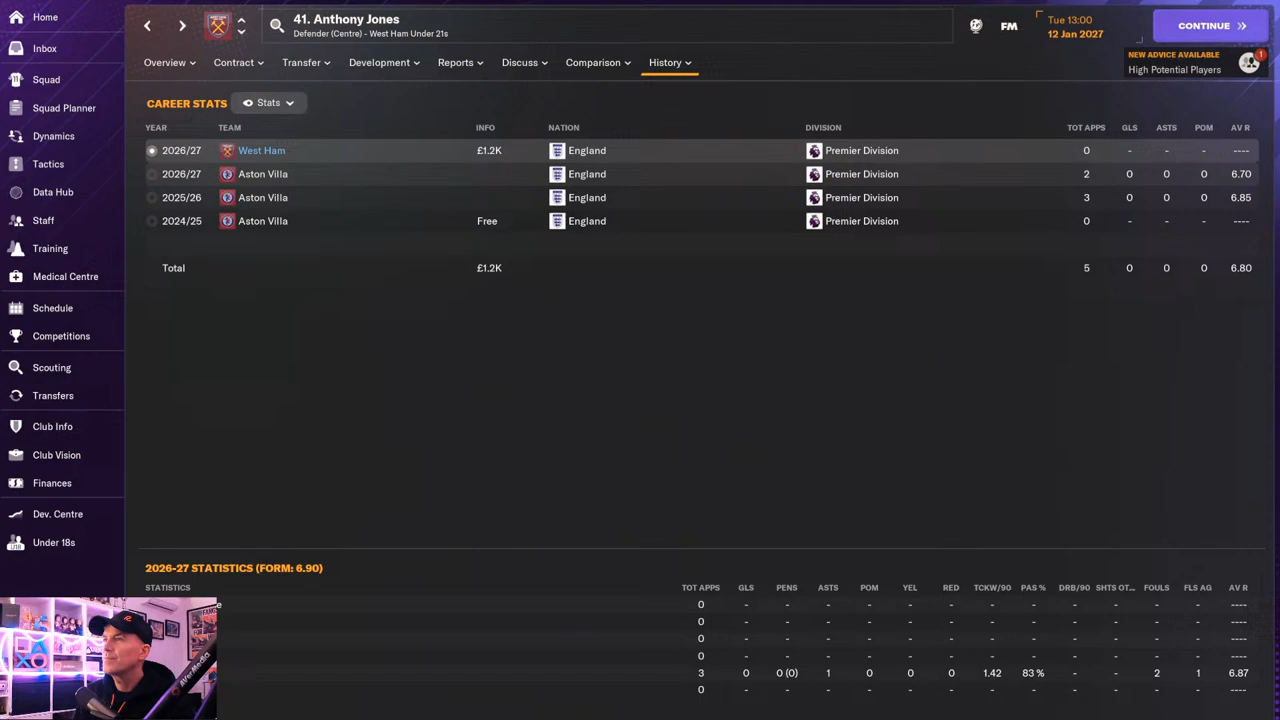 Home
Inbox
Squad
Squad Planner
Dynamics
Tactics
Data Hub
Staff
Training
Medical Centre
Schedule
Competitions
Scouting
Transfers
Club Info
Club Vision
Finances
Dev. Centre
Under 18s
41. Anthony Jones
Defender (Centre) - West Ham Under 21s
FM
Tue 13:00
12 Jan 2027
CONTINUE
NEW ADVICE AVAILABLE
High Potential Players
1
Overview Contract Transfer Development Reports Discuss Comparison History
CAREER STATS Stats
YEAR TEAM INFO NATION DIVISION TOT APPS GLS ASTS POM AV R
2026/27 West Ham £1.2K England Premier Division 0 - - - ----
2026/27 Aston Villa England Premier Division 2 0 0 0 6.70
2025/26 Aston Villa England Premier Division 3 0 0 0 6.85
2024/25 Aston Villa Free England Premier Division 0 - - - ----
Total £1.2K 5 0 0 0 6.80
2026-27 STATISTICS (FORM: 6.90)
STATISTICS TOT APPS GLS PENS ASTS POM YEL RED TCKW/90 PAS % DRB/90 SHTS OT... FOULS FLS AG AV R
0 - - - - - - - - - - - - ----
0 - - - - - - - - - - - - ----
0 - - - - - - - - - - - - ----
0 - - - - - - - - - - - - ----
3 0 0 (0) 1 0 0 0 1.42 83 % - - 2 1 6.87
0 - - - - - - - - - - - - ----
AVerMedia